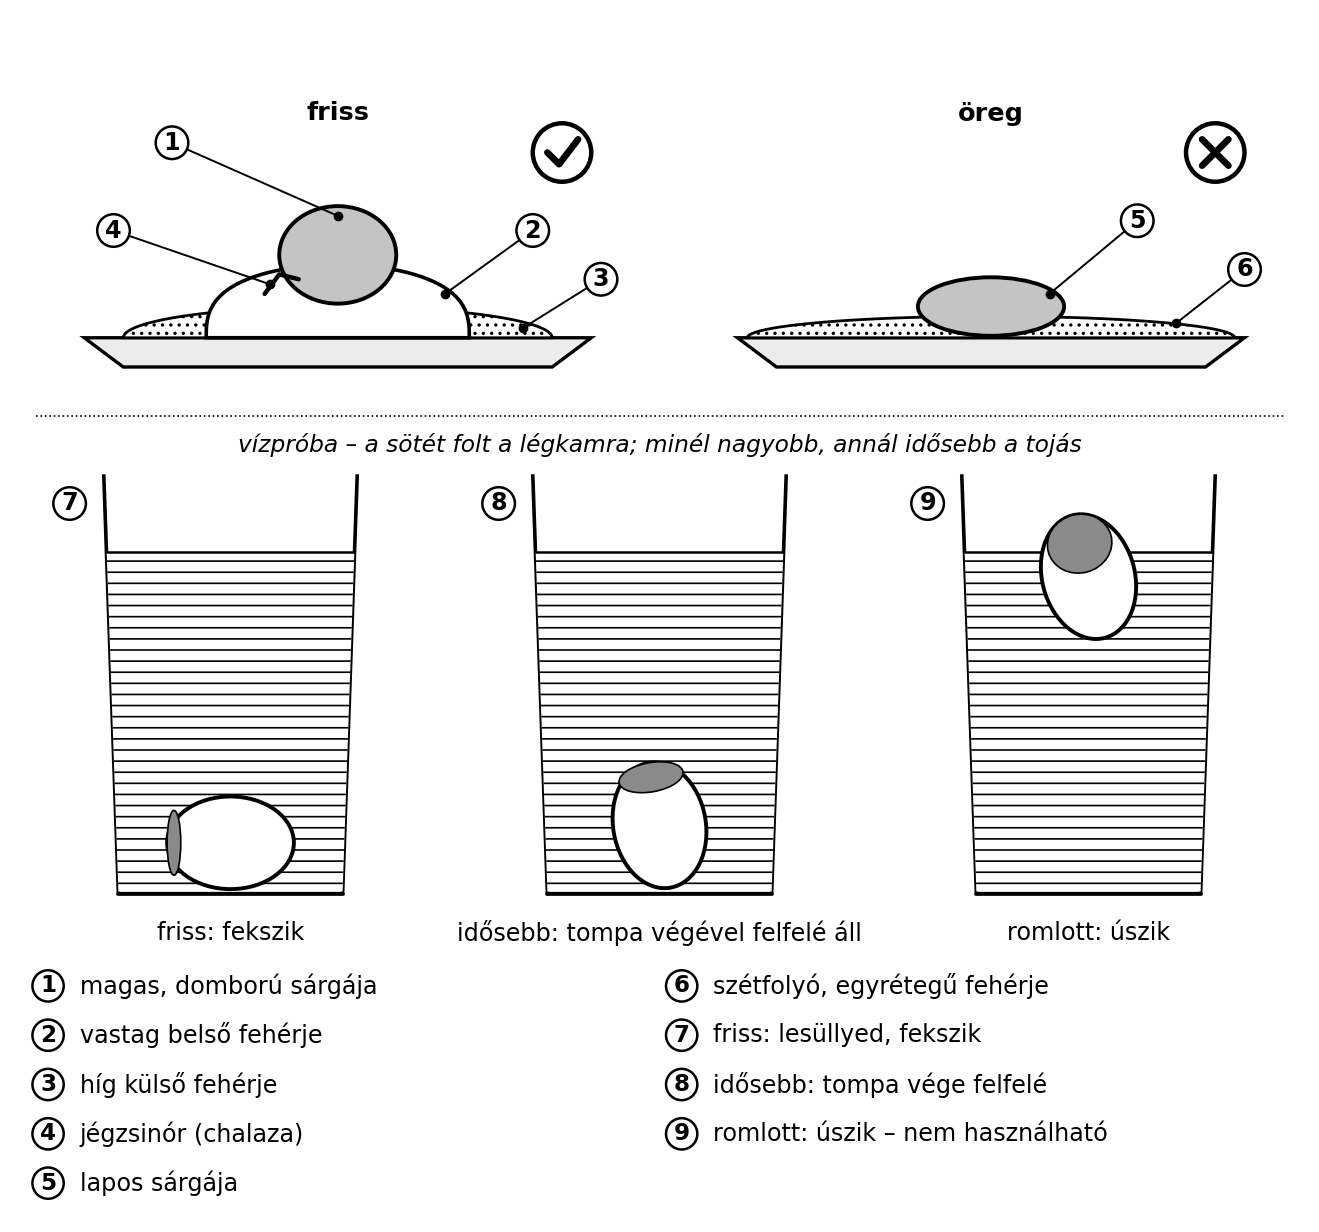 friss
öreg
1
4
2
3
5
6
vízpróba – a sötét folt a légkamra; minél nagyobb, annál idősebb a tojás
7
8
9
friss: fekszik
idősebb: tompa végével felfelé áll
romlott: úszik
1 magas, domború sárgája
2 vastag belső fehérje
3 híg külső fehérje
4 jégzsinór (chalaza)
5 lapos sárgája
6 szétfolyó, egyrétegű fehérje
7 friss: lesüllyed, fekszik
8 idősebb: tompa vége felfelé
9 romlott: úszik – nem használható